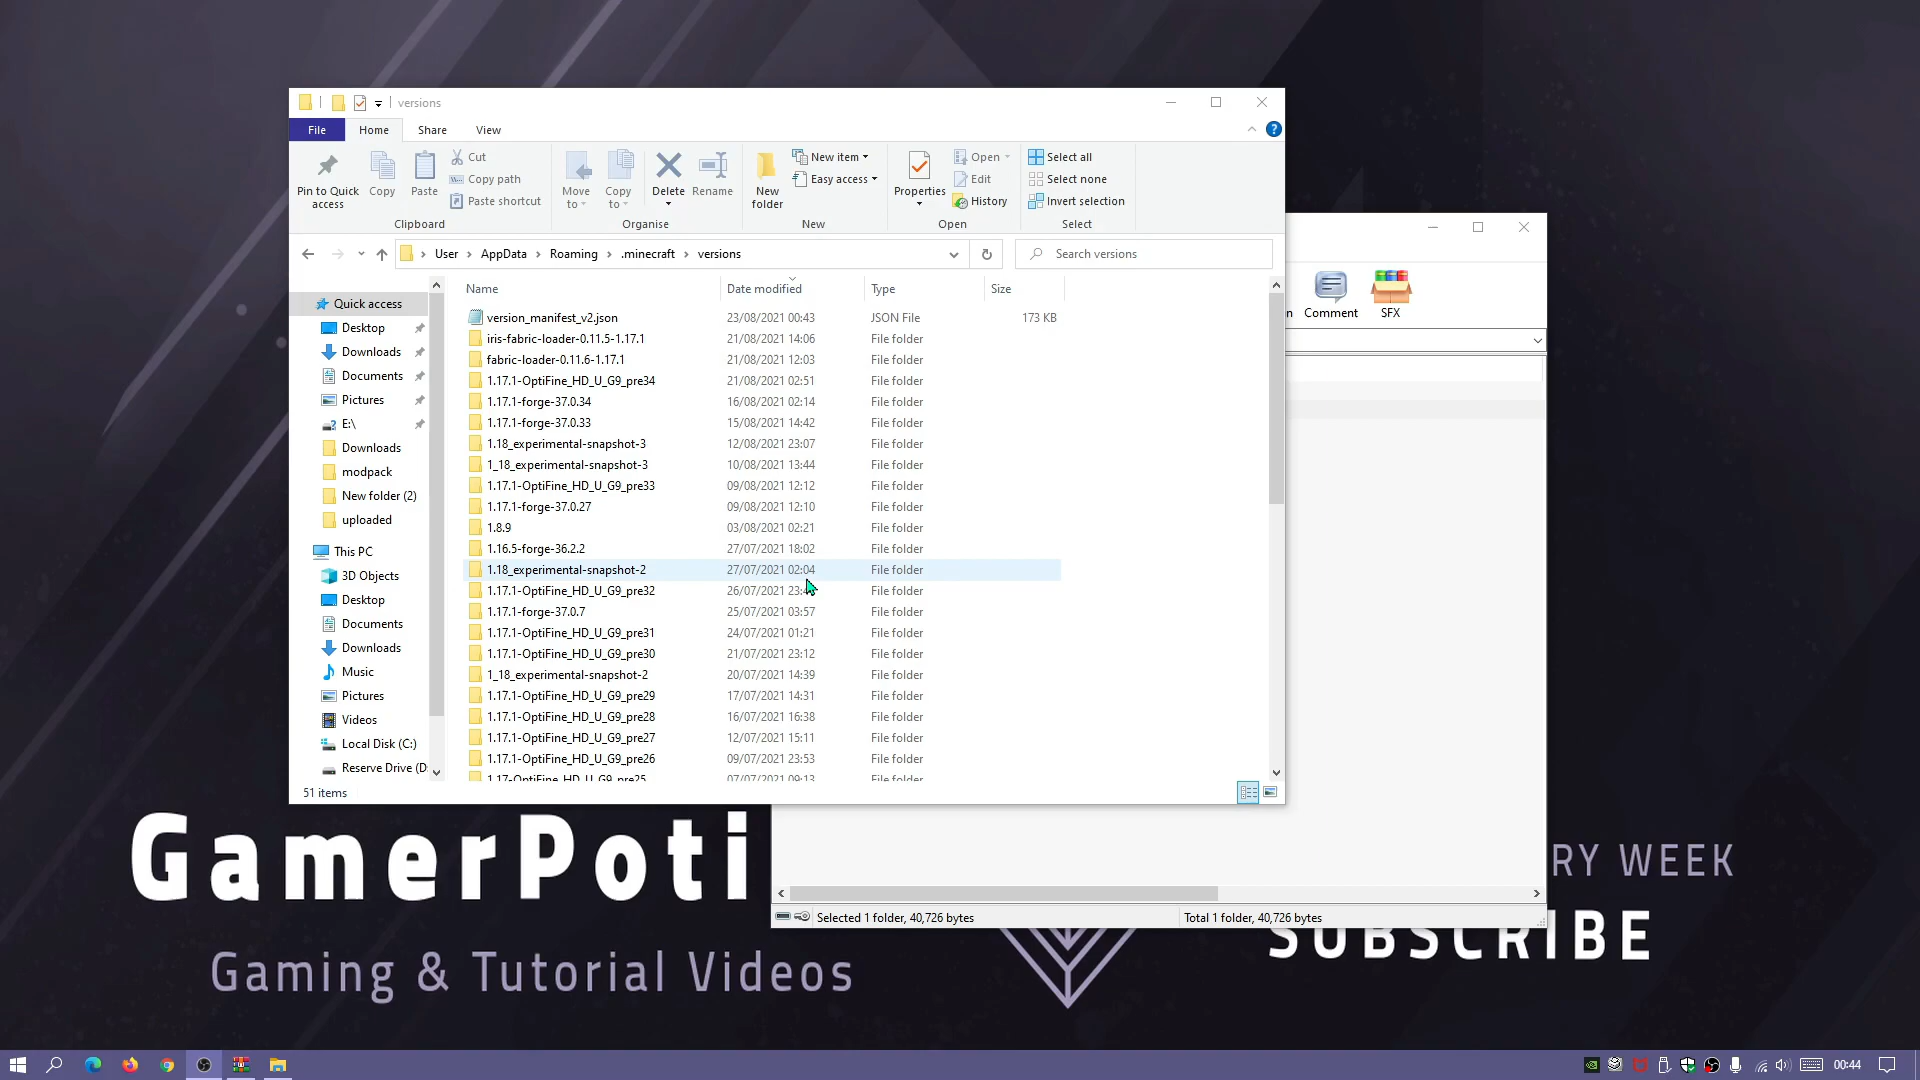 versions
File Home Share View
Pin to Quick access
Copy
Paste
Cut
Copy path
Paste shortcut
Clipboard
Move to
Copy to
Delete
Rename
Organise
New folder
New item
Easy access
New
Properties
Open
Edit
History
Open
Select all
Select none
Invert selection
Select
User > AppData > Roaming > .minecraft > versions
Search versions
Comment
SFX
Quick access
Desktop
Downloads
Documents
Pictures
E:\
Downloads
modpack
New folder (2)
uploaded
This PC
3D Objects
Desktop
Documents
Downloads
Music
Pictures
Videos
Local Disk (C:)
Reserve Drive (D:
Name Date modified Type Size
version_manifest_v2.json 23/08/2021 00:43 JSON File 173 KB
iris-fabric-loader-0.11.5-1.17.1 21/08/2021 14:06 File folder
fabric-loader-0.11.6-1.17.1 21/08/2021 12:03 File folder
1.17.1-OptiFine_HD_U_G9_pre34 21/08/2021 02:51 File folder
1.17.1-forge-37.0.34 16/08/2021 02:14 File folder
1.17.1-forge-37.0.33 15/08/2021 14:42 File folder
1.18_experimental-snapshot-3 12/08/2021 23:07 File folder
1_18_experimental-snapshot-3 10/08/2021 13:44 File folder
1.17.1-OptiFine_HD_U_G9_pre33 09/08/2021 12:12 File folder
1.17.1-forge-37.0.27 09/08/2021 12:10 File folder
1.8.9 03/08/2021 02:21 File folder
1.16.5-forge-36.2.2 27/07/2021 18:02 File folder
1.18_experimental-snapshot-2 27/07/2021 02:04 File folder
1.17.1-OptiFine_HD_U_G9_pre32 26/07/2021 File folder
1.17.1-forge-37.0.7 25/07/2021 03:57 File folder
1.17.1-OptiFine_HD_U_G9_pre31 24/07/2021 01:21 File folder
1.17.1-OptiFine_HD_U_G9_pre30 21/07/2021 23:12 File folder
1_18_experimental-snapshot-2 20/07/2021 14:39 File folder
1.17.1-OptiFine_HD_U_G9_pre29 17/07/2021 14:31 File folder
1.17.1-OptiFine_HD_U_G9_pre28 16/07/2021 16:38 File folder
1.17.1-OptiFine_HD_U_G9_pre27 12/07/2021 15:11 File folder
1.17.1-OptiFine_HD_U_G9_pre26 09/07/2021 23:53 File folder
1.17-OptiFine_HD_U_G9_pre25 07/07/2021 09:13 File folder
51 items
Selected 1 folder, 40,726 bytes Total 1 folder, 40,726 bytes
GamerPoti
Gaming & Tutorial Videos
RY WEEK
SUBSCRIBE
00:44